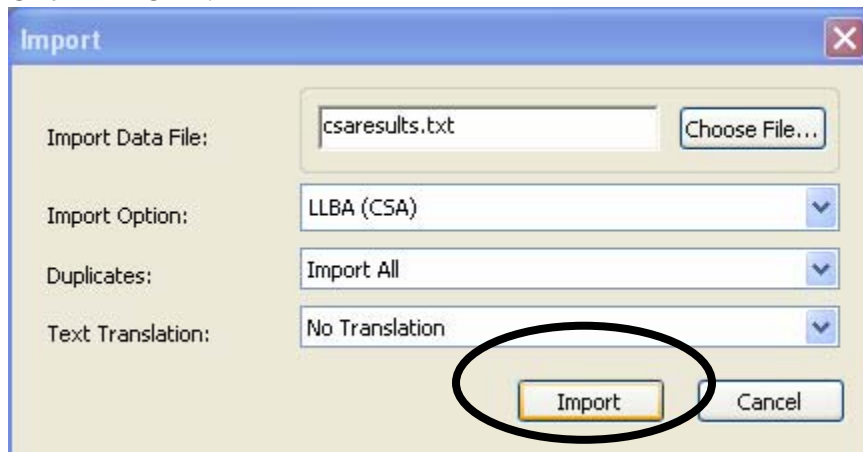 Import
Import Data File: csaresults.txt Choose File...
Import Option: LLBA (CSA)
Duplicates: Import All
Text Translation: No Translation
Import Cancel